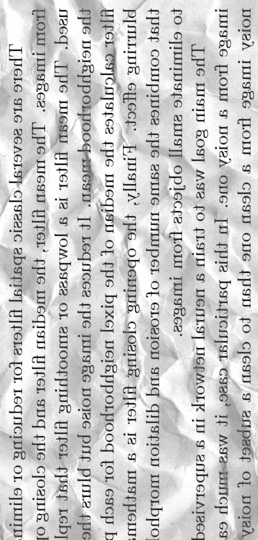 There are several classic spatial filters for reducing or elimin
from images. The mean filter, the median filter and the closing o
used. The mean filter is a lowpass or smoothing filter that repl
the neighborhood mean. It reduces the image noise but blurs the
filter calculates the median of the pixel neighborhood for each p
blurring effect. Finally, the opening closing filter is a mathem
that combines the same number of erosion and dilation morphol
to eliminate small objects from images.
The main goal was to train a neural network in a supervised
image from a noisy one. In this particular case, it was much eas
noisy image from a clean one than to clean a subset of noisy